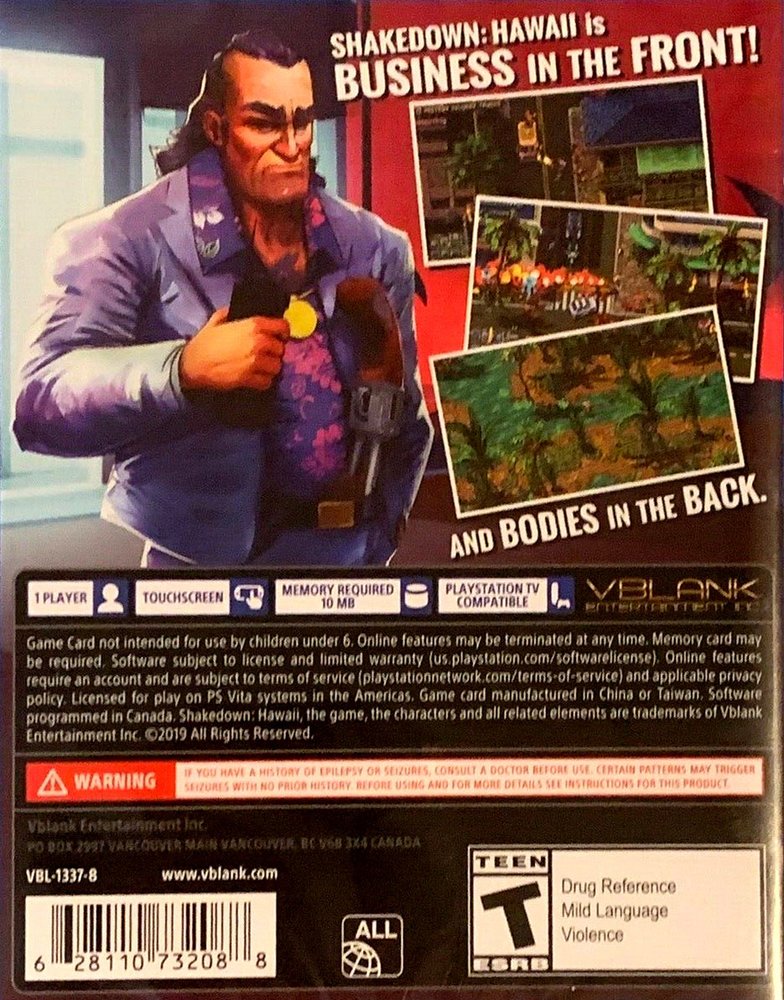 SHAKEDOWN: HAWAII is
BUSINESS IN THE FRONT!
AND BODIES IN THE BACK.
1 PLAYER
TOUCHSCREEN
MEMORY REQUIRED
10 MB
PLAYSTATION TV
COMPATIBLE
VBLANK
ENTERTAINMENT INC
Game Card not intended for use by children under 6. Online features may be terminated at any time. Memory card may
be required. Software subject to license and limited warranty (us.playstation.com/softwarelicense). Online features
require an account and are subject to terms of service (playstationnetwork.com/terms-of-service) and applicable privacy
policy. Licensed for play on PS Vita systems in the Americas. Game card manufactured in China or Taiwan. Software
programmed in Canada. Shakedown: Hawaii, the game, the characters and all related elements are trademarks of Vblank
Entertainment Inc. ©2019 All Rights Reserved.
WARNING
IF YOU HAVE A HISTORY OF EPILEPSY OR SEIZURES, CONSULT A DOCTOR BEFORE USE. CERTAIN PATTERNS MAY TRIGGER
SEIZURES WITH NO PRIOR HISTORY. BEFORE USING AND FOR MORE DETAILS SEE INSTRUCTIONS FOR THIS PRODUCT.
Vblank Entertainment Inc.
PO BOX 2997 VANCOUVER MAIN VANCOUVER, BC V6B 3X4 CANADA
VBL-1337-8
www.vblank.com
6 28110 73208 8
ALL
TEEN
T
ESRB
Drug Reference
Mild Language
Violence